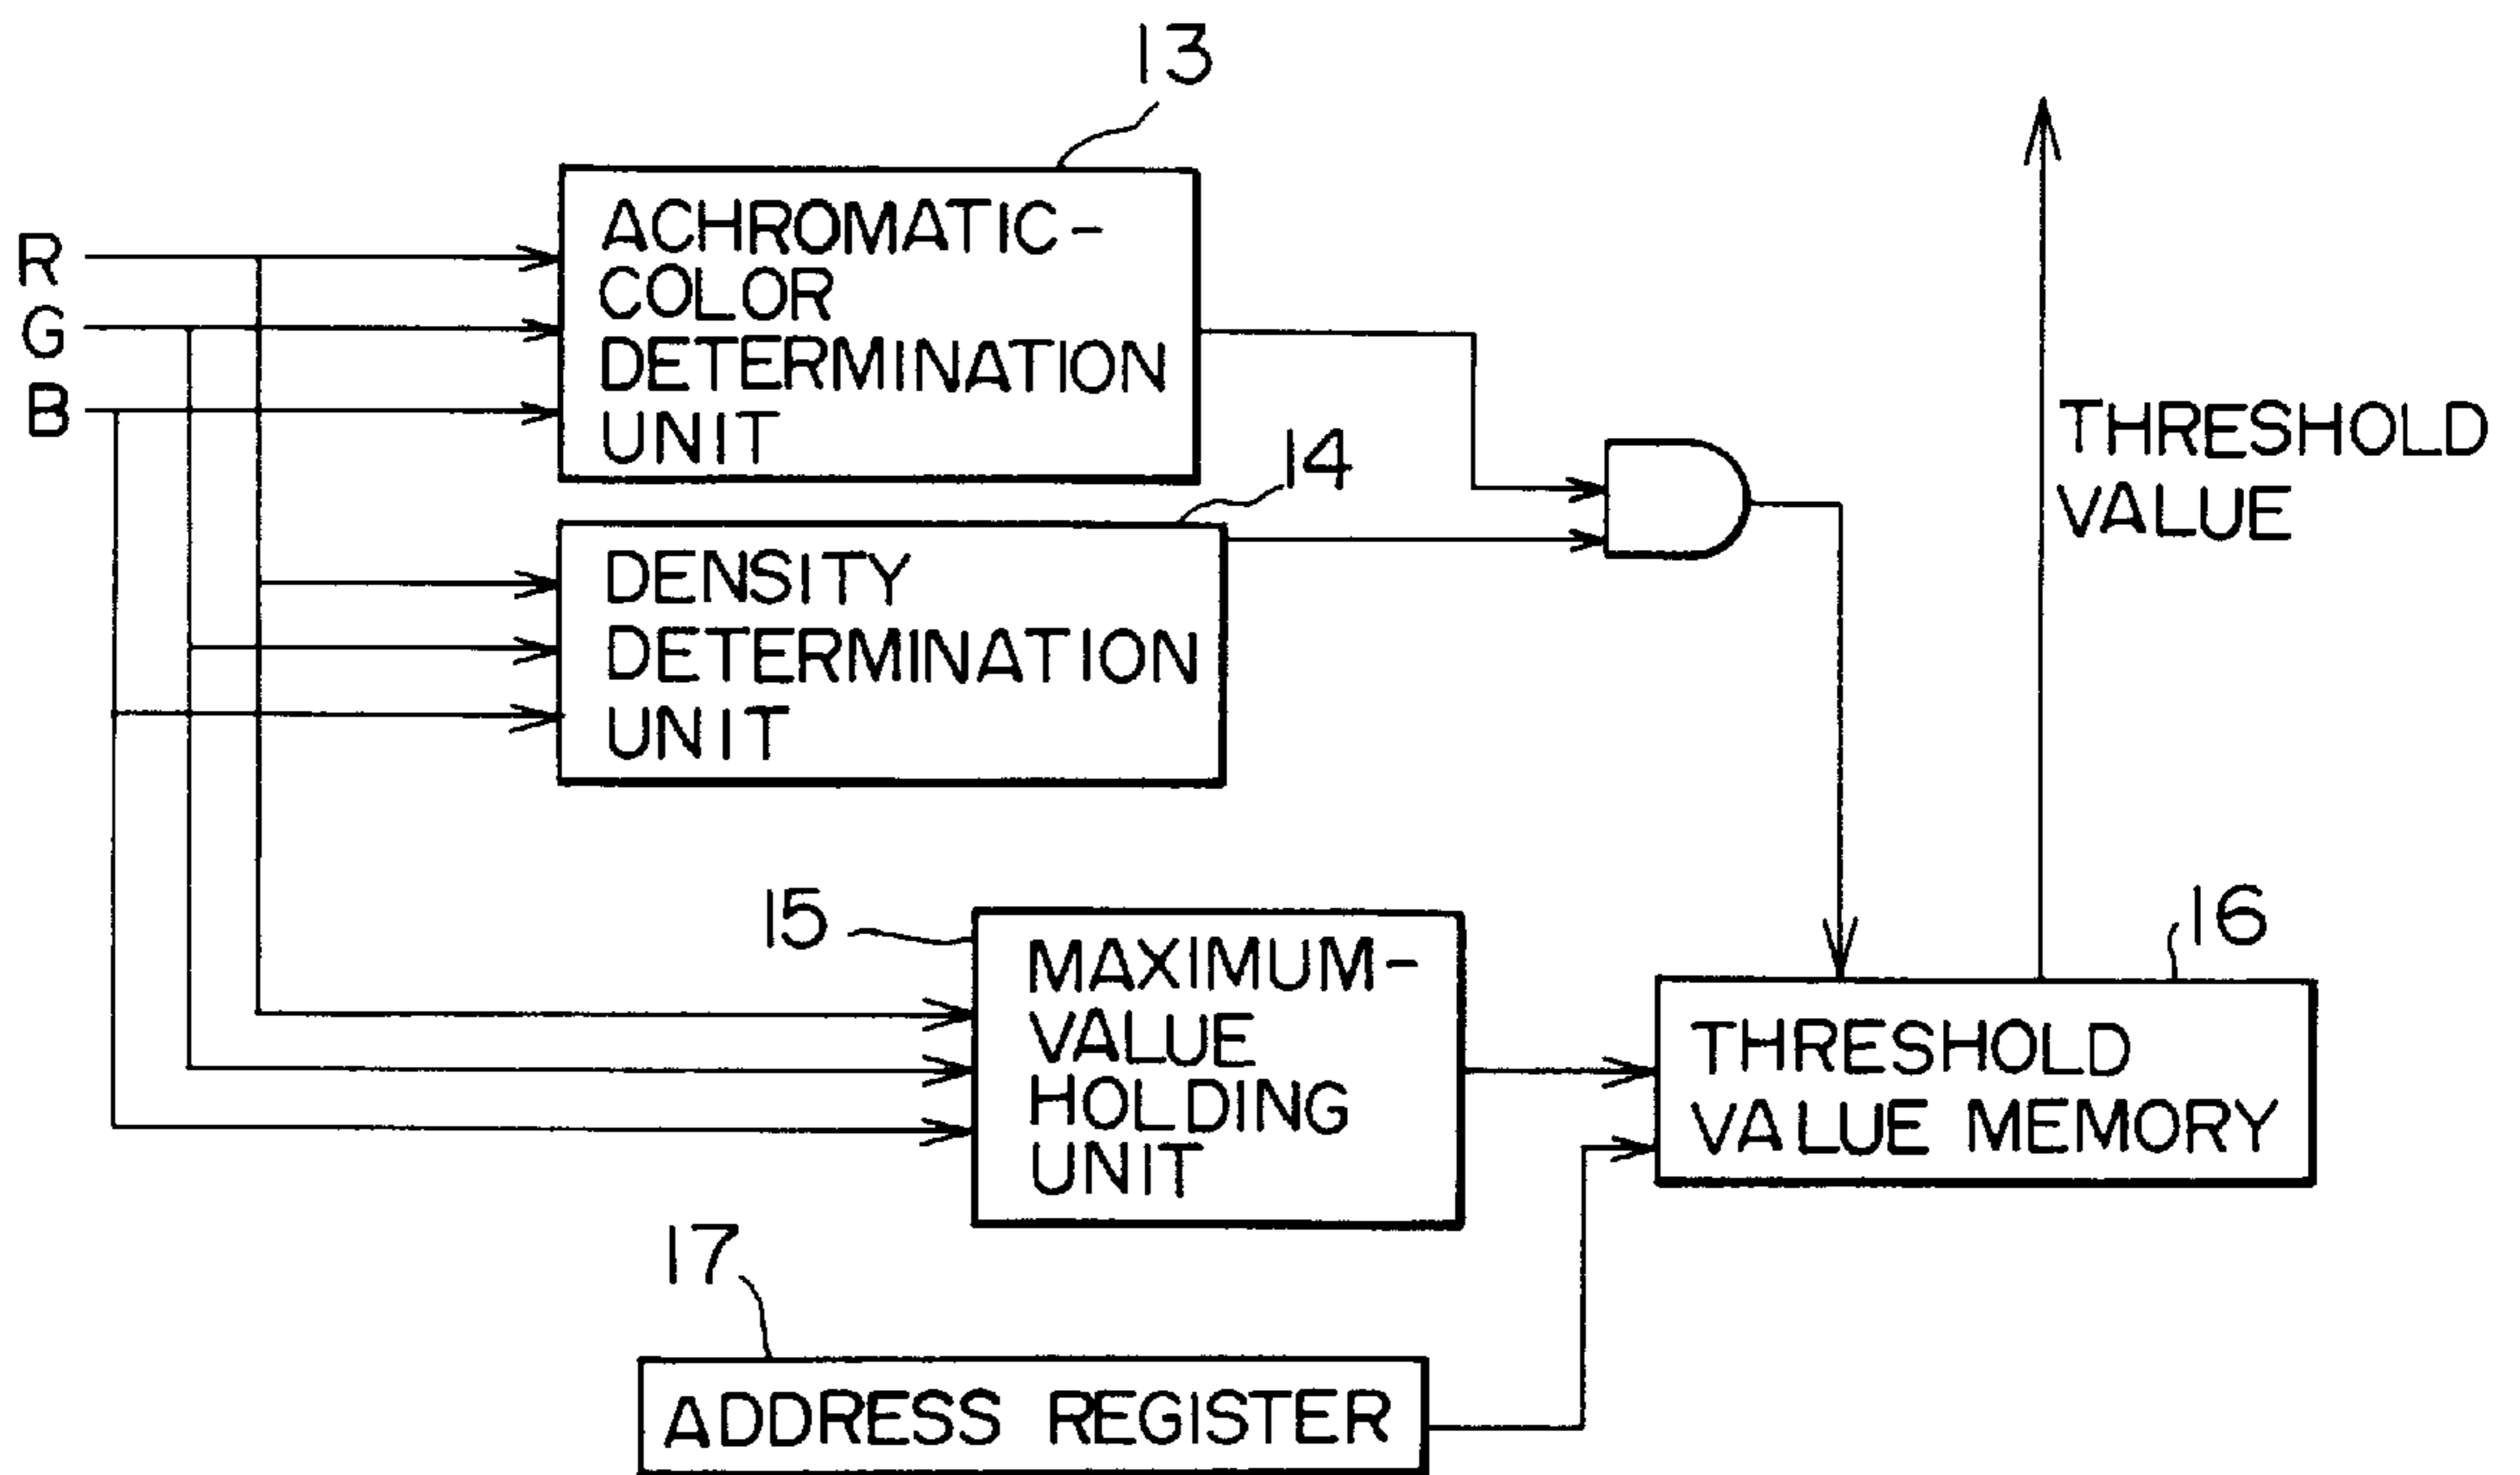 13
R
G
B
ACHROMATIC-
COLOR
DETERMINATION
UNIT
14
DENSITY
DETERMINATION
UNIT
THRESHOLD
VALUE
15
MAXIMUM-
VALUE
HOLDING
UNIT
16
THRESHOLD
VALUE MEMORY
17
ADDRESS REGISTER